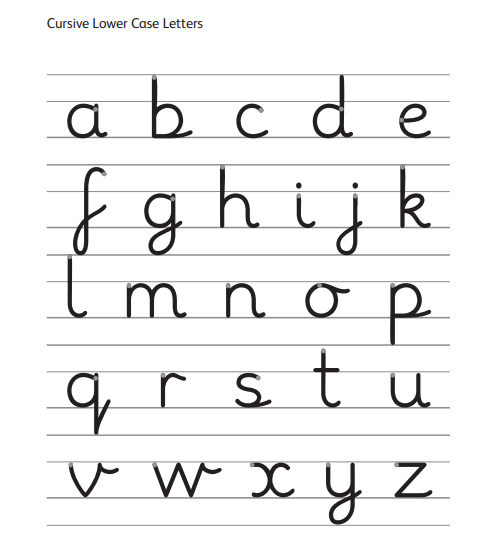 Cursive Lower Case Letters
a b c d e
f g h i j k
l m n o p
q r s t u
v w x y z